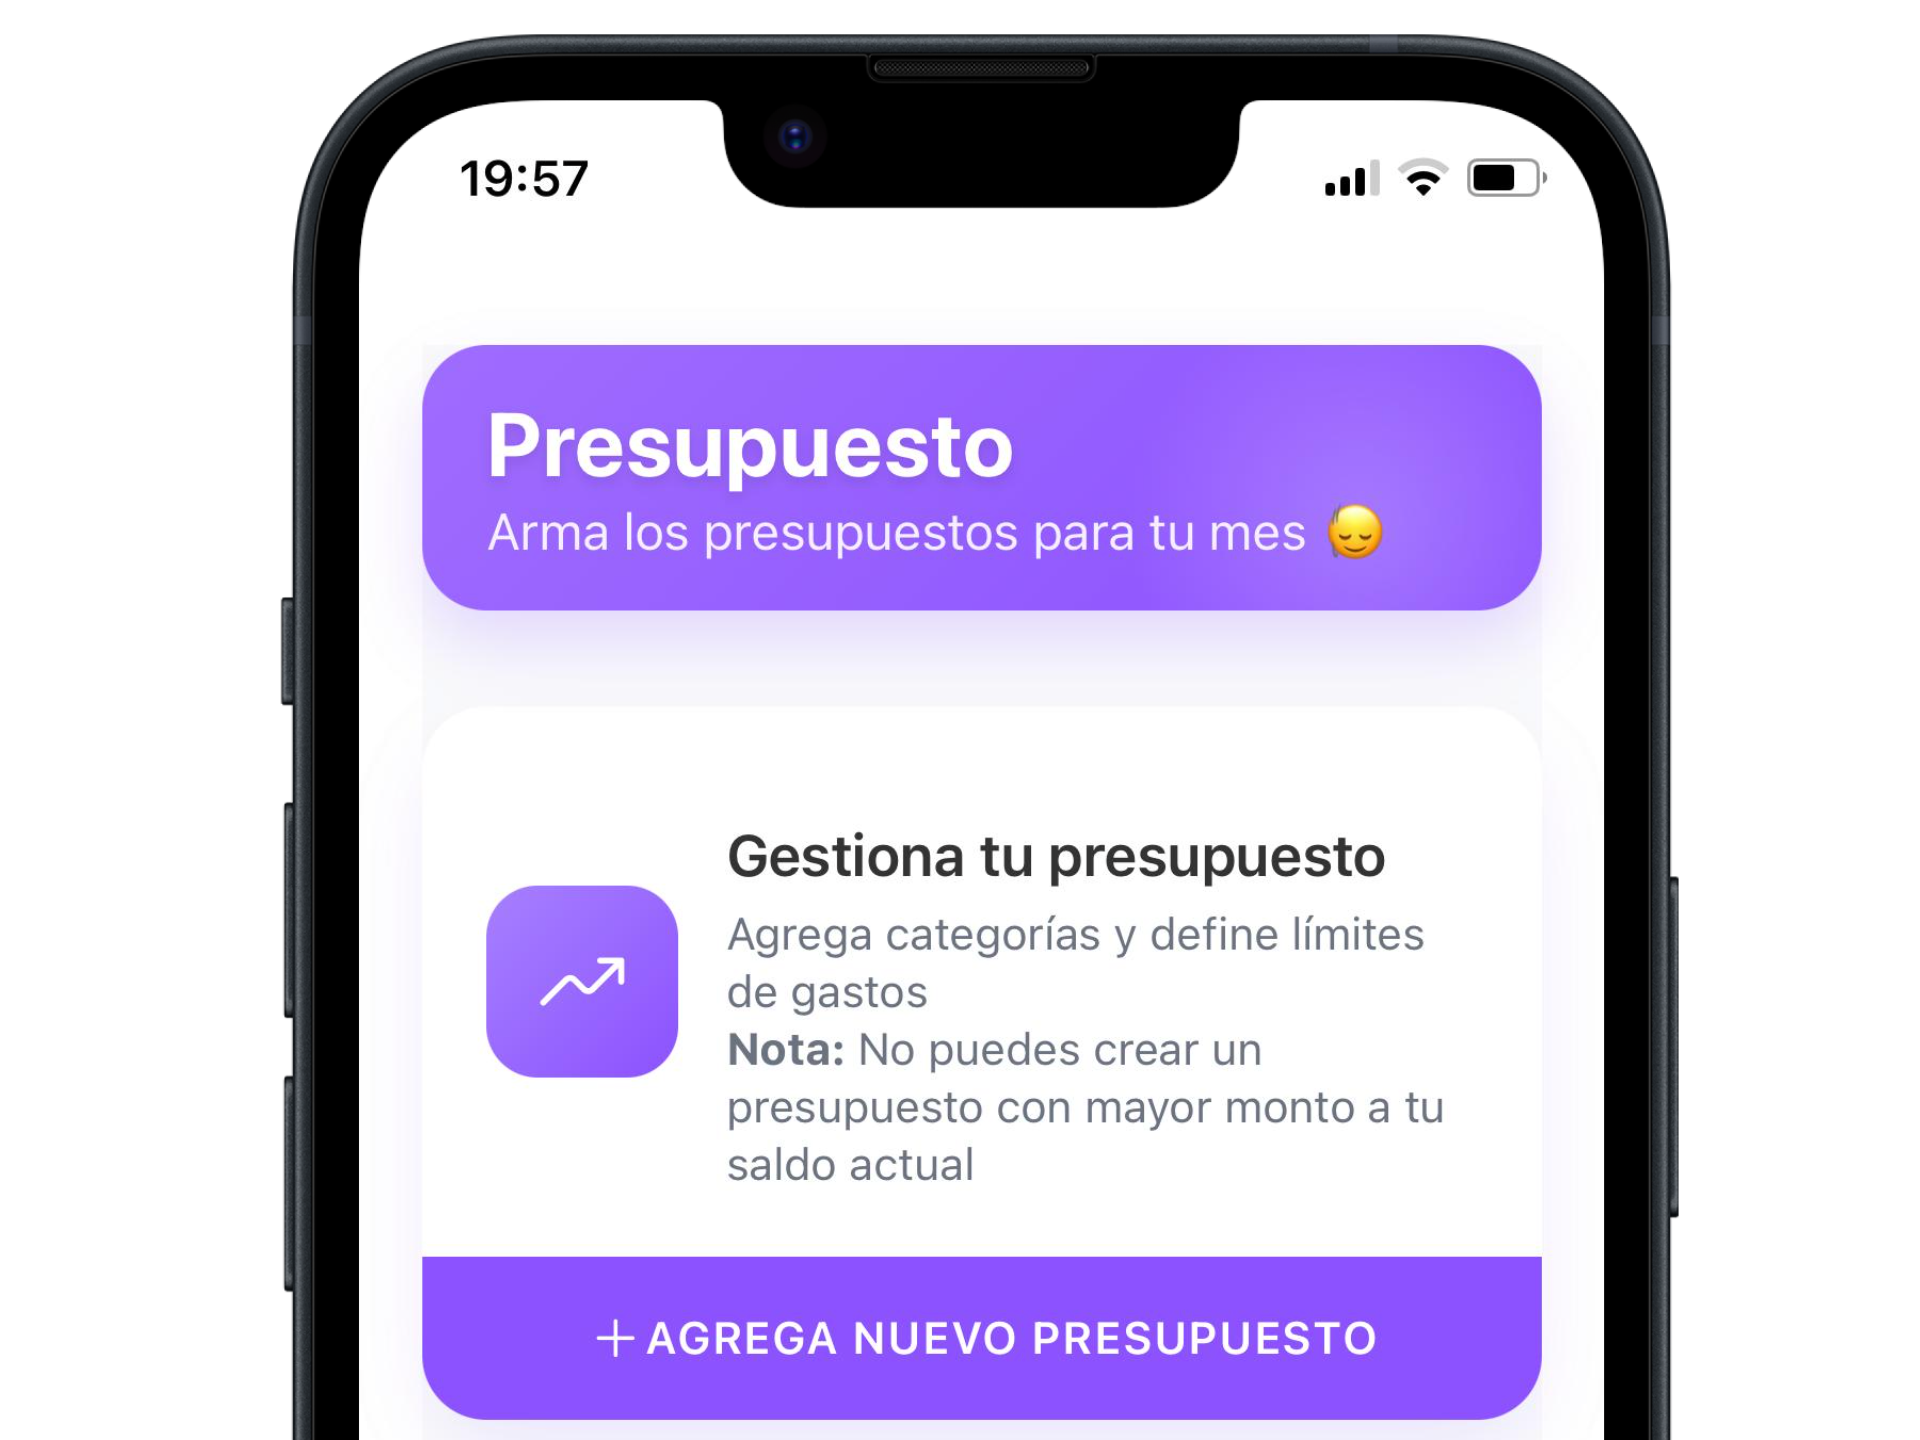 19:57
Presupuesto
Arma los presupuestos para tu mes 🫡
Gestiona tu presupuesto
Agrega categorías y define límites
de gastos
Nota: No puedes crear un
presupuesto con mayor monto a tu
saldo actual
+ AGREGA NUEVO PRESUPUESTO